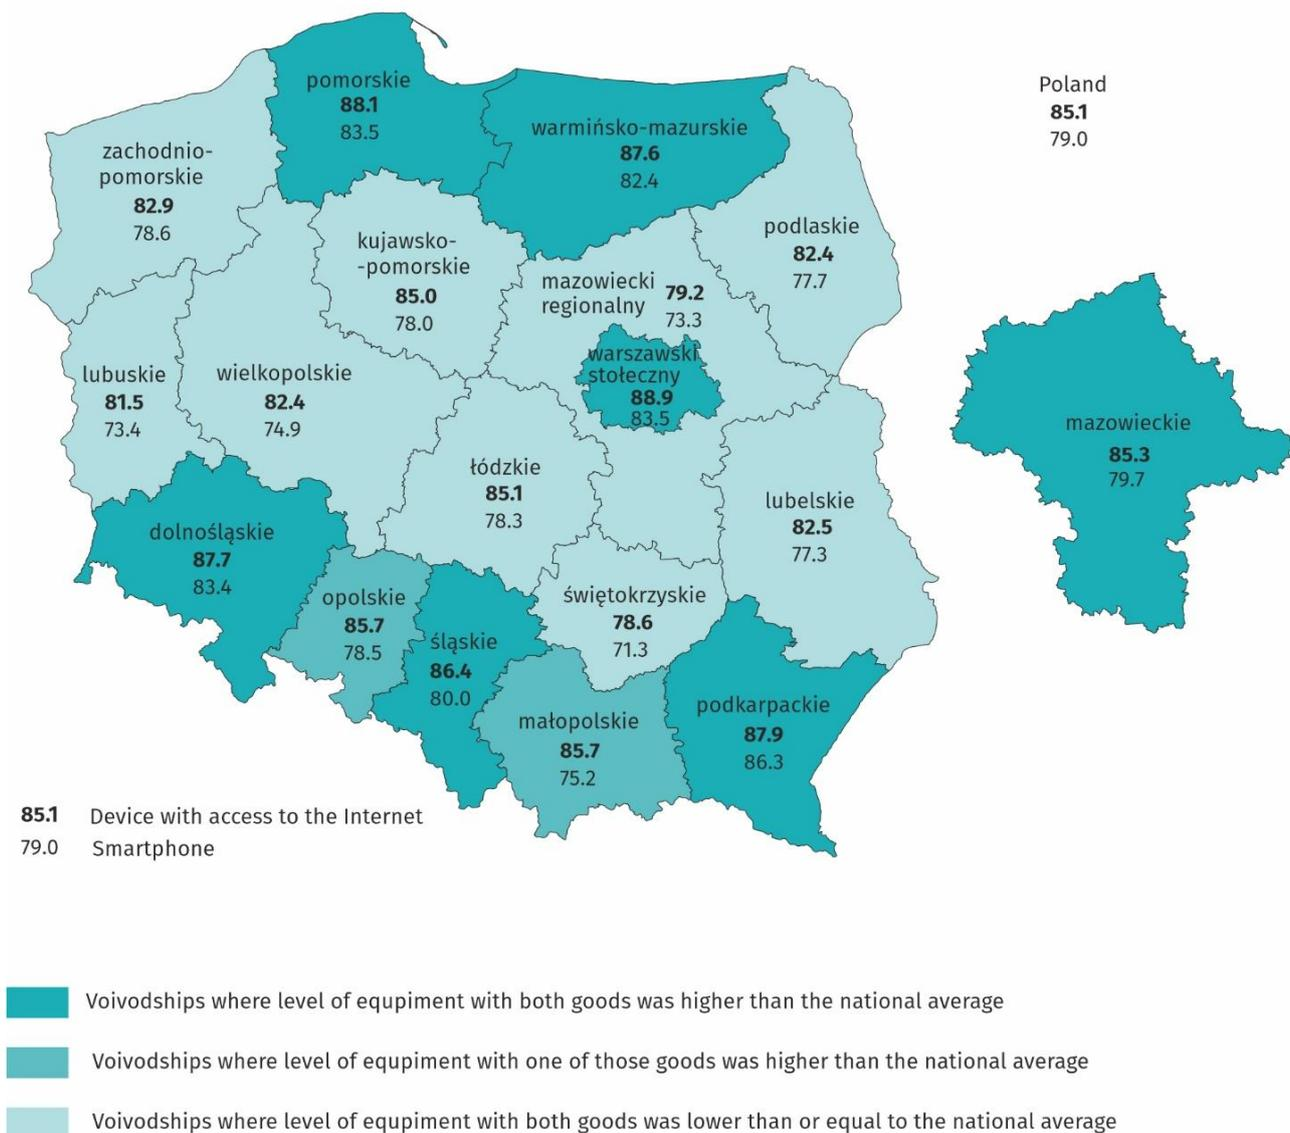 pomorskie
88.1
83.5
warmińsko-mazurskie
87.6
82.4
Poland
85.1
79.0
zachodnio-
pomorskie
82.9
78.6
kujawsko-
-pomorskie
85.0
78.0
mazowiecki
regionalny
79.2
73.3
podlaskie
82.4
77.7
warszawski
stołeczny
88.9
83.5
lubuskie
81.5
73.4
wielkopolskie
82.4
74.9
mazowieckie
85.3
79.7
łódzkie
85.1
78.3
lubelskie
82.5
77.3
dolnośląskie
87.7
83.4
opolskie
85.7
78.5
śląskie
86.4
80.0
świętokrzyskie
78.6
71.3
małopolskie
85.7
75.2
podkarpackie
87.9
86.3
85.1 Device with access to the Internet
79.0 Smartphone
Voivodships where level of equpiment with both goods was higher than the national average
Voivodships where level of equpiment with one of those goods was higher than the national average
Voivodships where level of equpiment with both goods was lower than or equal to the national average